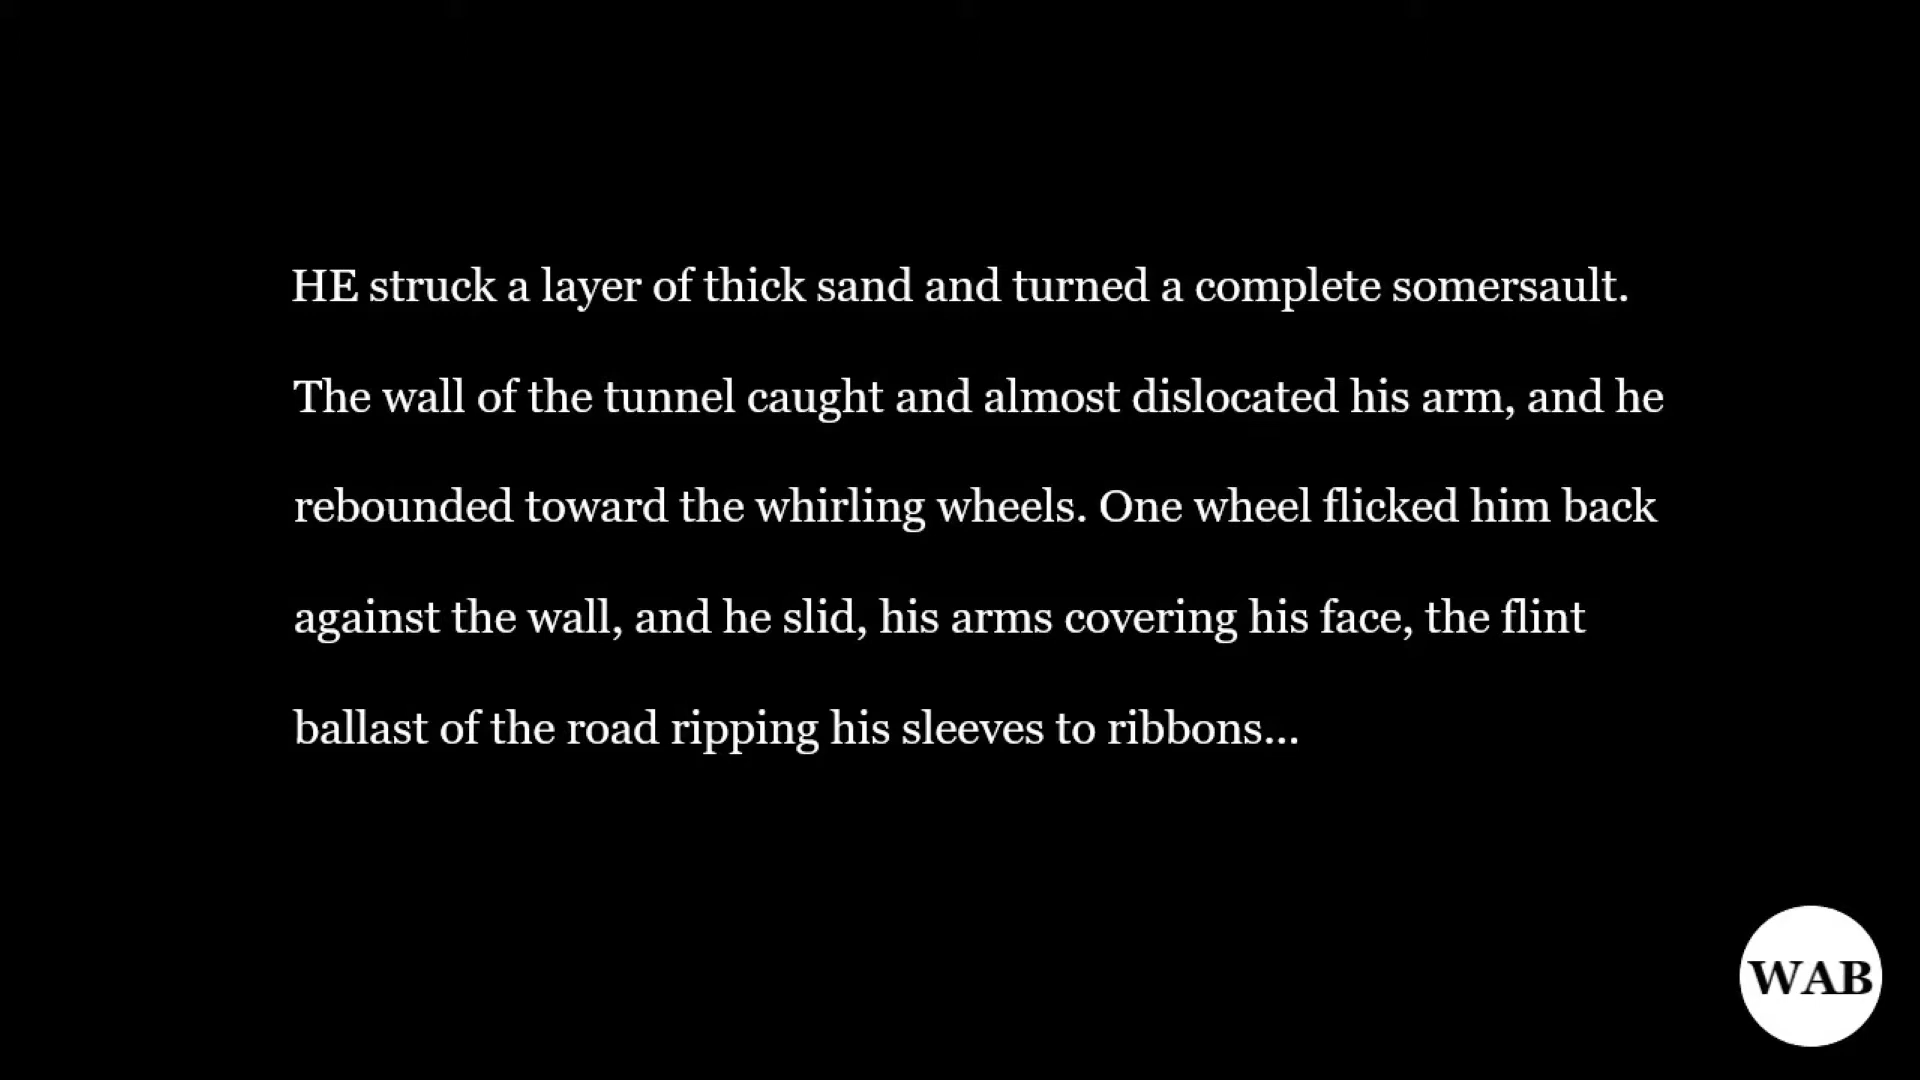 HE struck a layer of thick sand and turned a complete somersault.
The wall of the tunnel caught and almost dislocated his arm, and he
rebounded toward the whirling wheels. One wheel flicked him back
against the wall, and he slid, his arms covering his face, the flint
ballast of the road ripping his sleeves to ribbons...
WAB